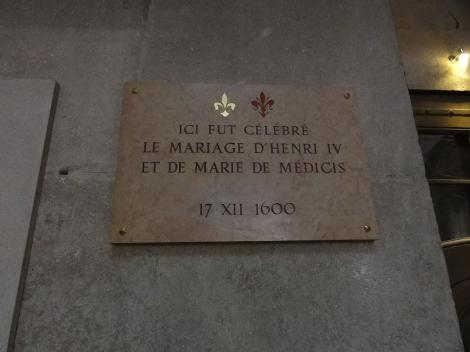 ICI FUT CÉLÉBRÉ
LE MARIAGE D'HENRI IV
ET DE MARIE DE MÉDICIS
17 XII 1600